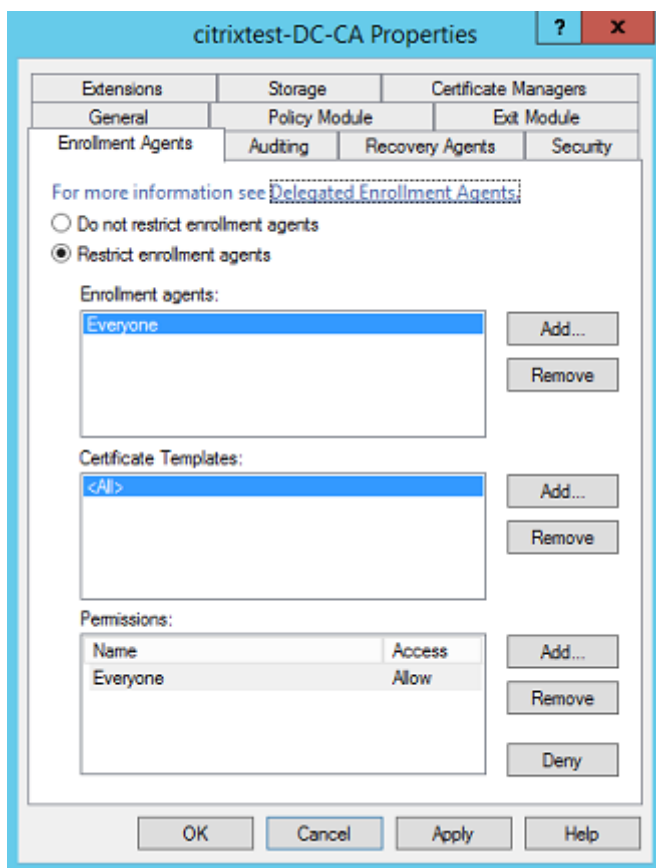 citrixtest-DC-CA Properties
?
x
Extensions
Storage
Certificate Managers
General
Policy Module
Exit Module
Enrollment Agents
Auditing
Recovery Agents
Security
For more information see Delegated Enrollment Agents.
Do not restrict enrollment agents
Restrict enrollment agents
Enrollment agents:
Everyone
Add...
Remove
Certificate Templates:
<All>
Add...
Remove
Permissions:
Name
Access
Everyone
Allow
Add...
Remove
Deny
OK
Cancel
Apply
Help